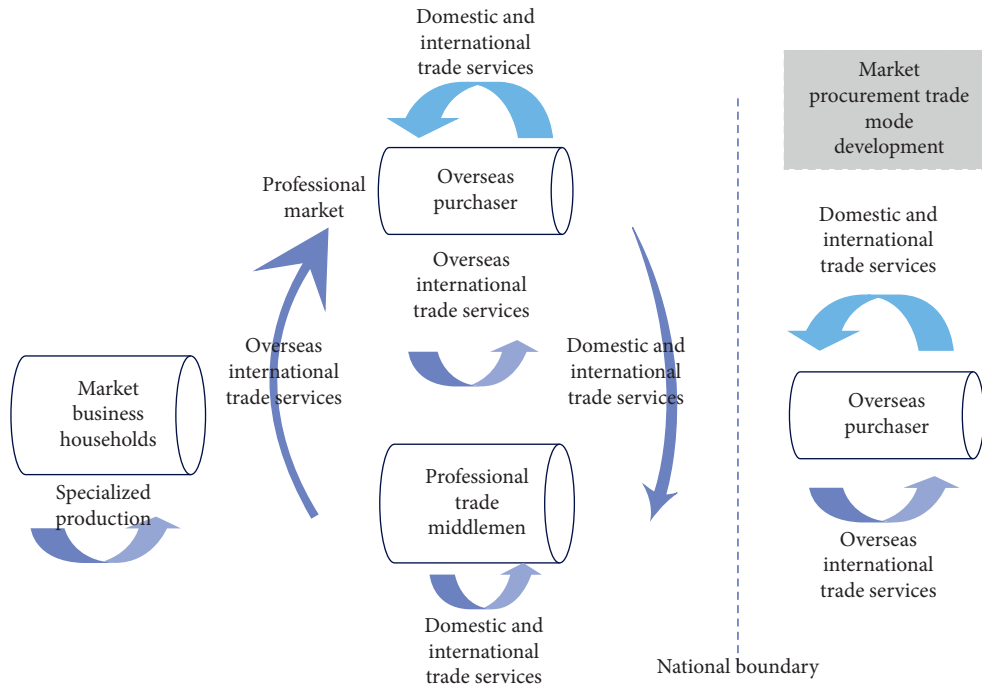 Domestic and
international
trade services
Market
procurement trade
mode
development
Professional
market
Overseas
purchaser
Domestic and
international
trade services
Overseas
international
trade services
Overseas
international
trade services
Domestic and
international
trade services
Market
business
households
Overseas
purchaser
Specialized
production
Professional
trade
middlemen
Overseas
international
trade services
Domestic and
international
trade services
National boundary